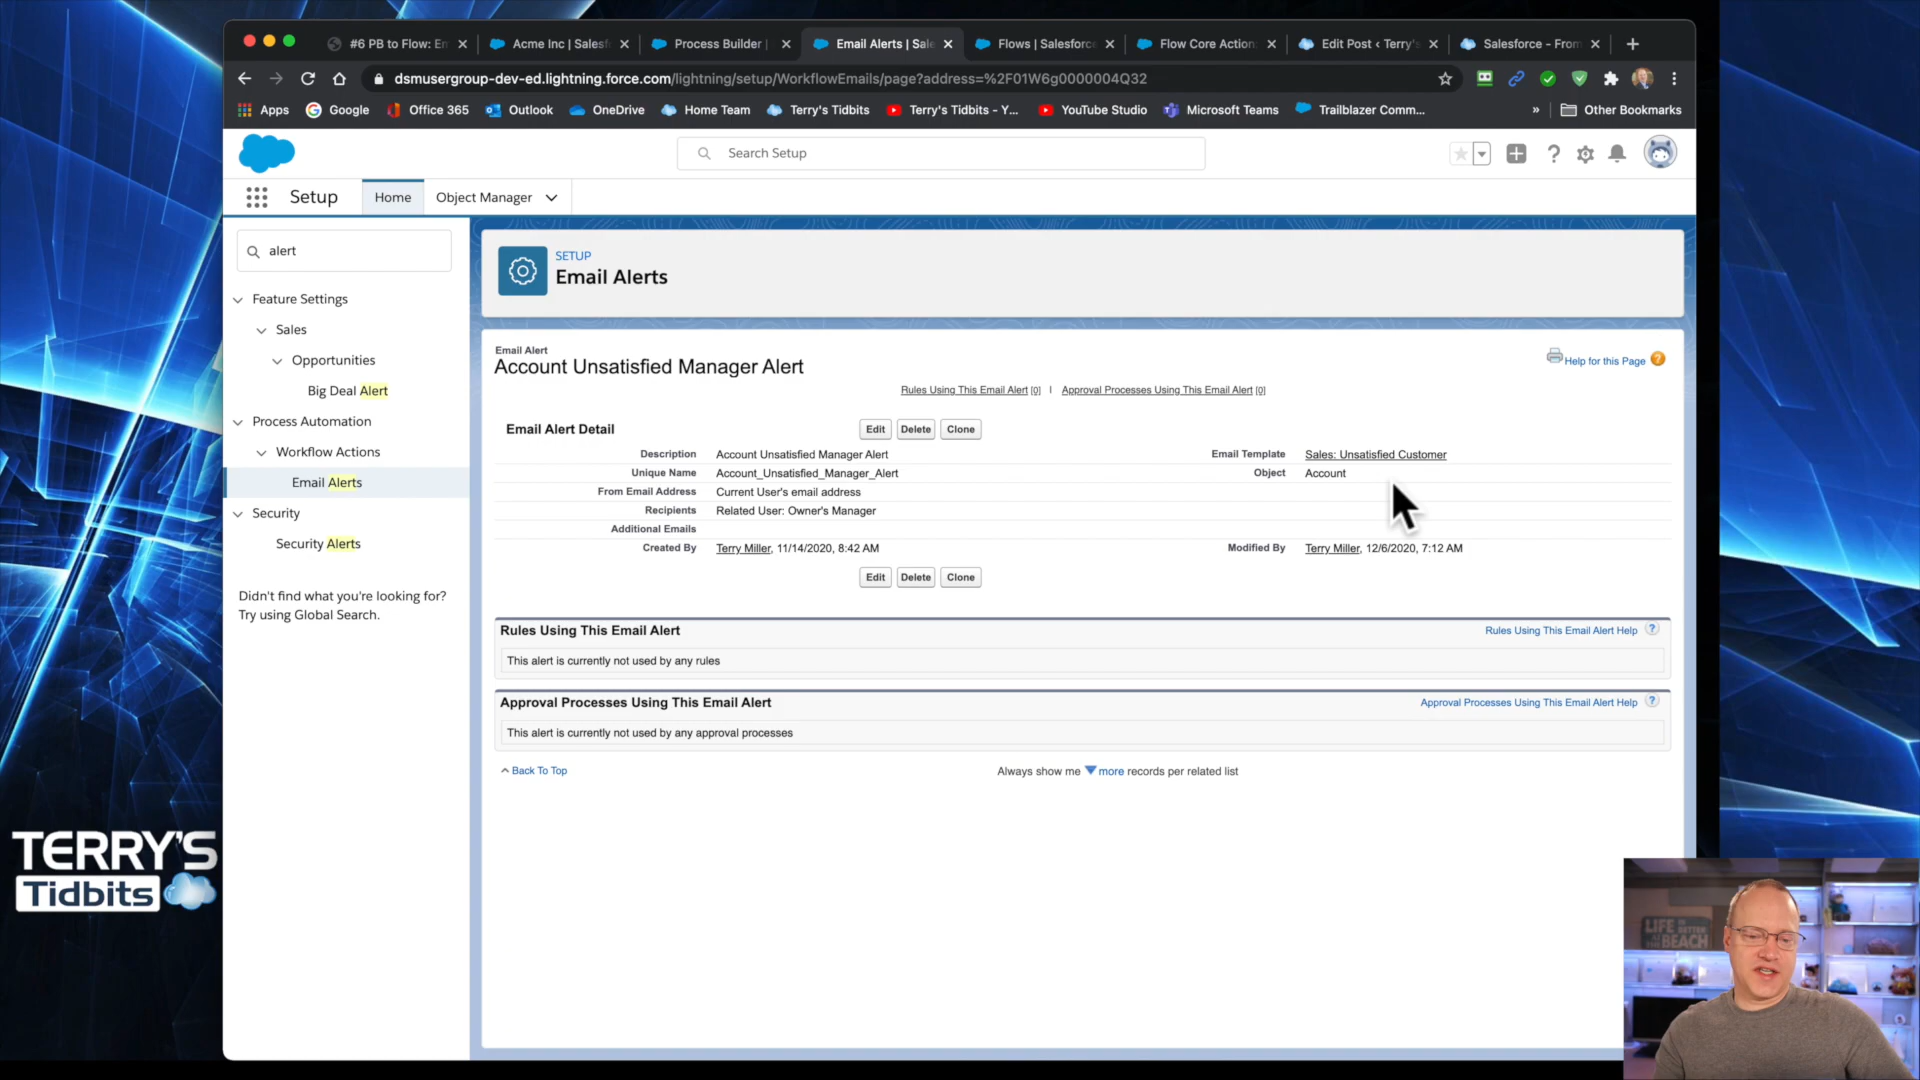 #6 PB to Flow: En
Acme Inc | Salesf
Process Builder |
Email Alerts | Sale
Flows | Salesforce
Flow Core Action
Edit Post ‹ Terry's
Salesforce – From
dsmusergroup-dev-ed.lightning.force.com/lightning/setup/WorkflowEmails/page?address=%2F01W6g0000004Q32
Apps
Google
Office 365
Outlook
OneDrive
Home Team
Terry's Tidbits
Terry's Tidbits - Y...
YouTube Studio
Microsoft Teams
Trailblazer Comm...
»
Other Bookmarks
Search Setup
Setup
Home
Object Manager
alert
Feature Settings
Sales
Opportunities
Big Deal Alert
Process Automation
Workflow Actions
Email Alerts
Security
Security Alerts
Didn't find what you're looking for?
Try using Global Search.
SETUP
Email Alerts
Email Alert
Account Unsatisfied Manager Alert
Help for this Page
Rules Using This Email Alert [0] | Approval Processes Using This Email Alert [0]
Email Alert Detail
Edit Delete Clone
Description Account Unsatisfied Manager Alert Email Template Sales: Unsatisfied Customer
Unique Name Account_Unsatisfied_Manager_Alert Object Account
From Email Address Current User's email address
Recipients Related User: Owner's Manager
Additional Emails
Created By Terry Miller, 11/14/2020, 8:42 AM Modified By Terry Miller, 12/6/2020, 7:12 AM
Edit Delete Clone
Rules Using This Email Alert
Rules Using This Email Alert Help ?
This alert is currently not used by any rules
Approval Processes Using This Email Alert
Approval Processes Using This Email Alert Help ?
This alert is currently not used by any approval processes
^ Back To Top
Always show me more records per related list
TERRY'S
Tidbits
LIFE IS
BETTER
AT THE
BEACH